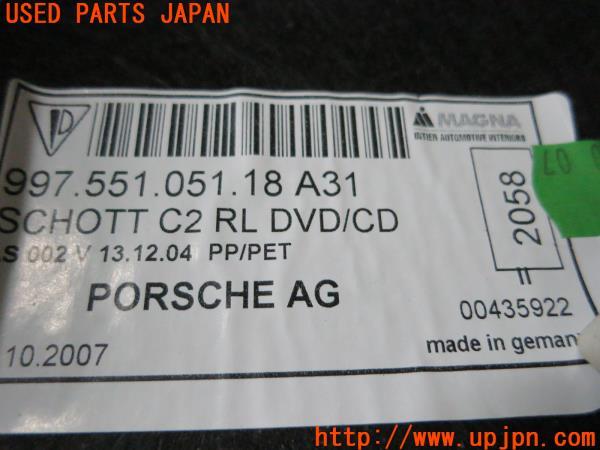 USED PARTS JAPAN
D
MAGNA
INTIER AUTOMOTIVE INTERIORS
997.551.051.18 A31
SCHOTT C2 RL DVD/CD
LS 002 V 13.12.04 PP/PET
2058
=
PORSCHE AG
00435922
10.2007
made in german
http://www.upjpn.com/